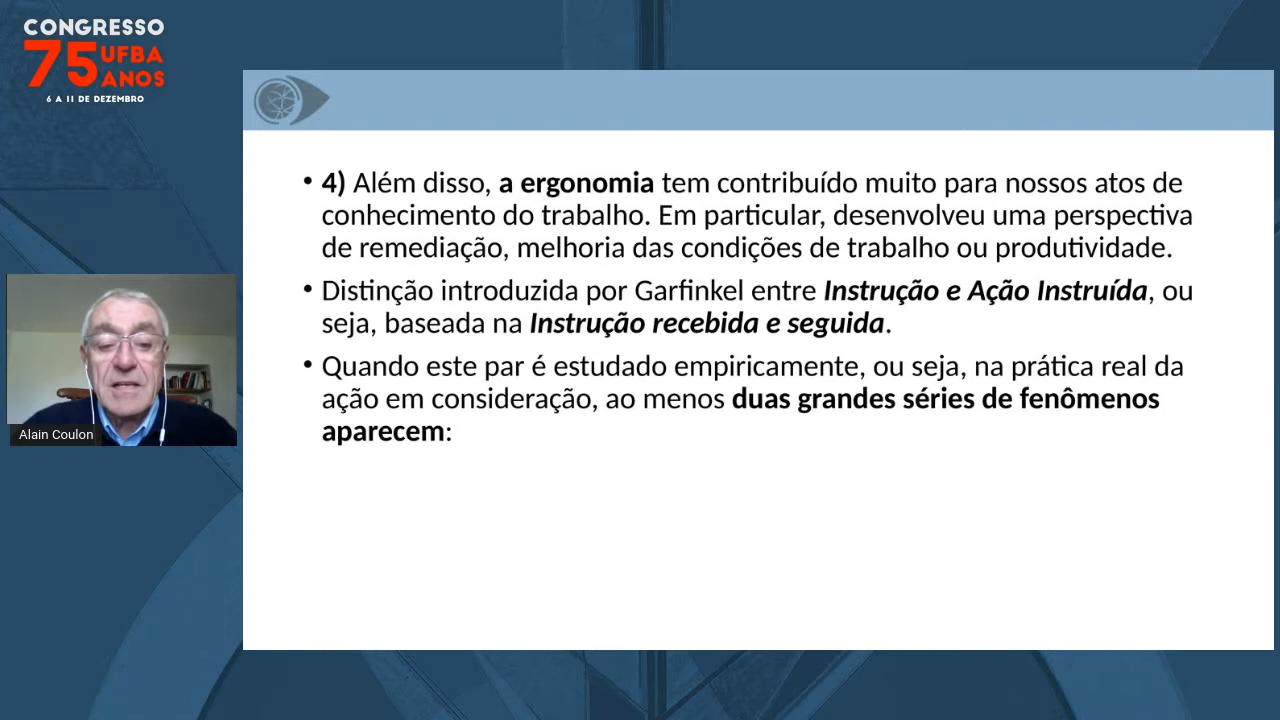 CONGRESSO
75 UFBA
ANOS
6 A 11 DE DEZEMBRO
• 4) Além disso, a ergonomia tem contribuído muito para nossos atos de
conhecimento do trabalho. Em particular, desenvolveu uma perspectiva
de remediação, melhoria das condições de trabalho ou produtividade.
• Distinção introduzida por Garfinkel entre Instrução e Ação Instruída, ou
seja, baseada na Instrução recebida e seguida.
• Quando este par é estudado empiricamente, ou seja, na prática real da
ação em consideração, ao menos duas grandes séries de fenômenos
aparecem:
Alain Coulon